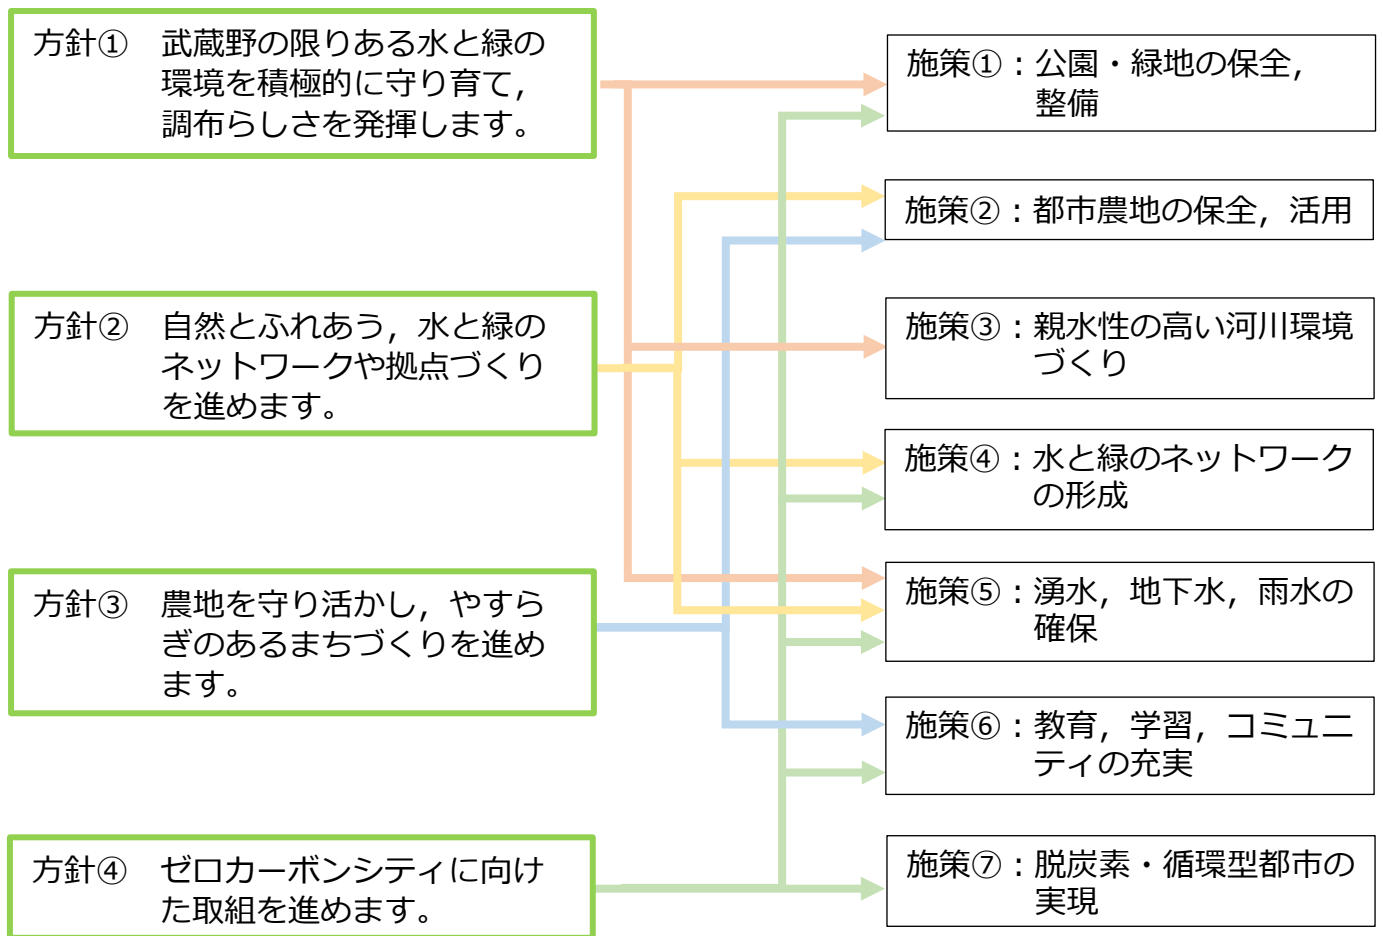 方針①　武蔵野の限りある水と緑の
環境を積極的に守り育て，
調布らしさを発揮します。
方針②　自然とふれあう，水と緑の
ネットワークや拠点づくり
を進めます。
方針③　農地を守り活かし，やすら
ぎのあるまちづくりを進め
ます。
方針④　ゼロカーボンシティに向け
た取組を進めます。
施策①：公園・緑地の保全，
整備
施策②：都市農地の保全，活用
施策③：親水性の高い河川環境
づくり
施策④：水と緑のネットワーク
の形成
施策⑤：湧水，地下水，雨水の
確保
施策⑥：教育，学習，コミュニ
ティの充実
施策⑦：脱炭素・循環型都市の
実現